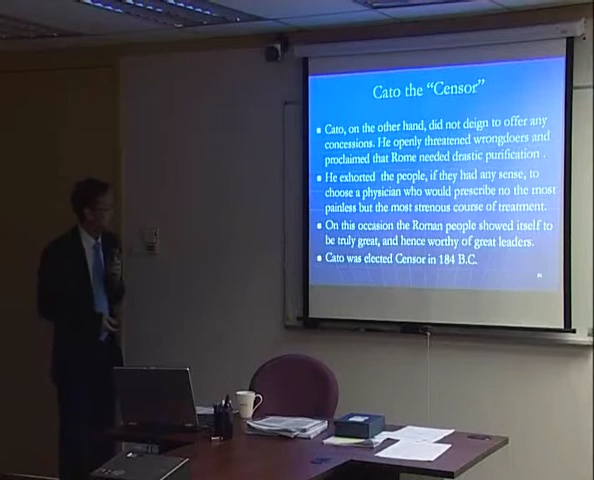 Cato the “Censor”
▪ Cato, on the other hand, did not deign to offer any
concessions. He openly threatened wrongdoers and
proclaimed that Rome needed drastic purification .
▪ He exhorted the people, if they had any sense, to
choose a physician who would prescribe no the most
painless but the most strenous course of treatment.
▪ On this occasion the Roman people showed itself to
be truly great, and hence worthy of great leaders.
▪ Cato was elected Censor in 184 B.C.